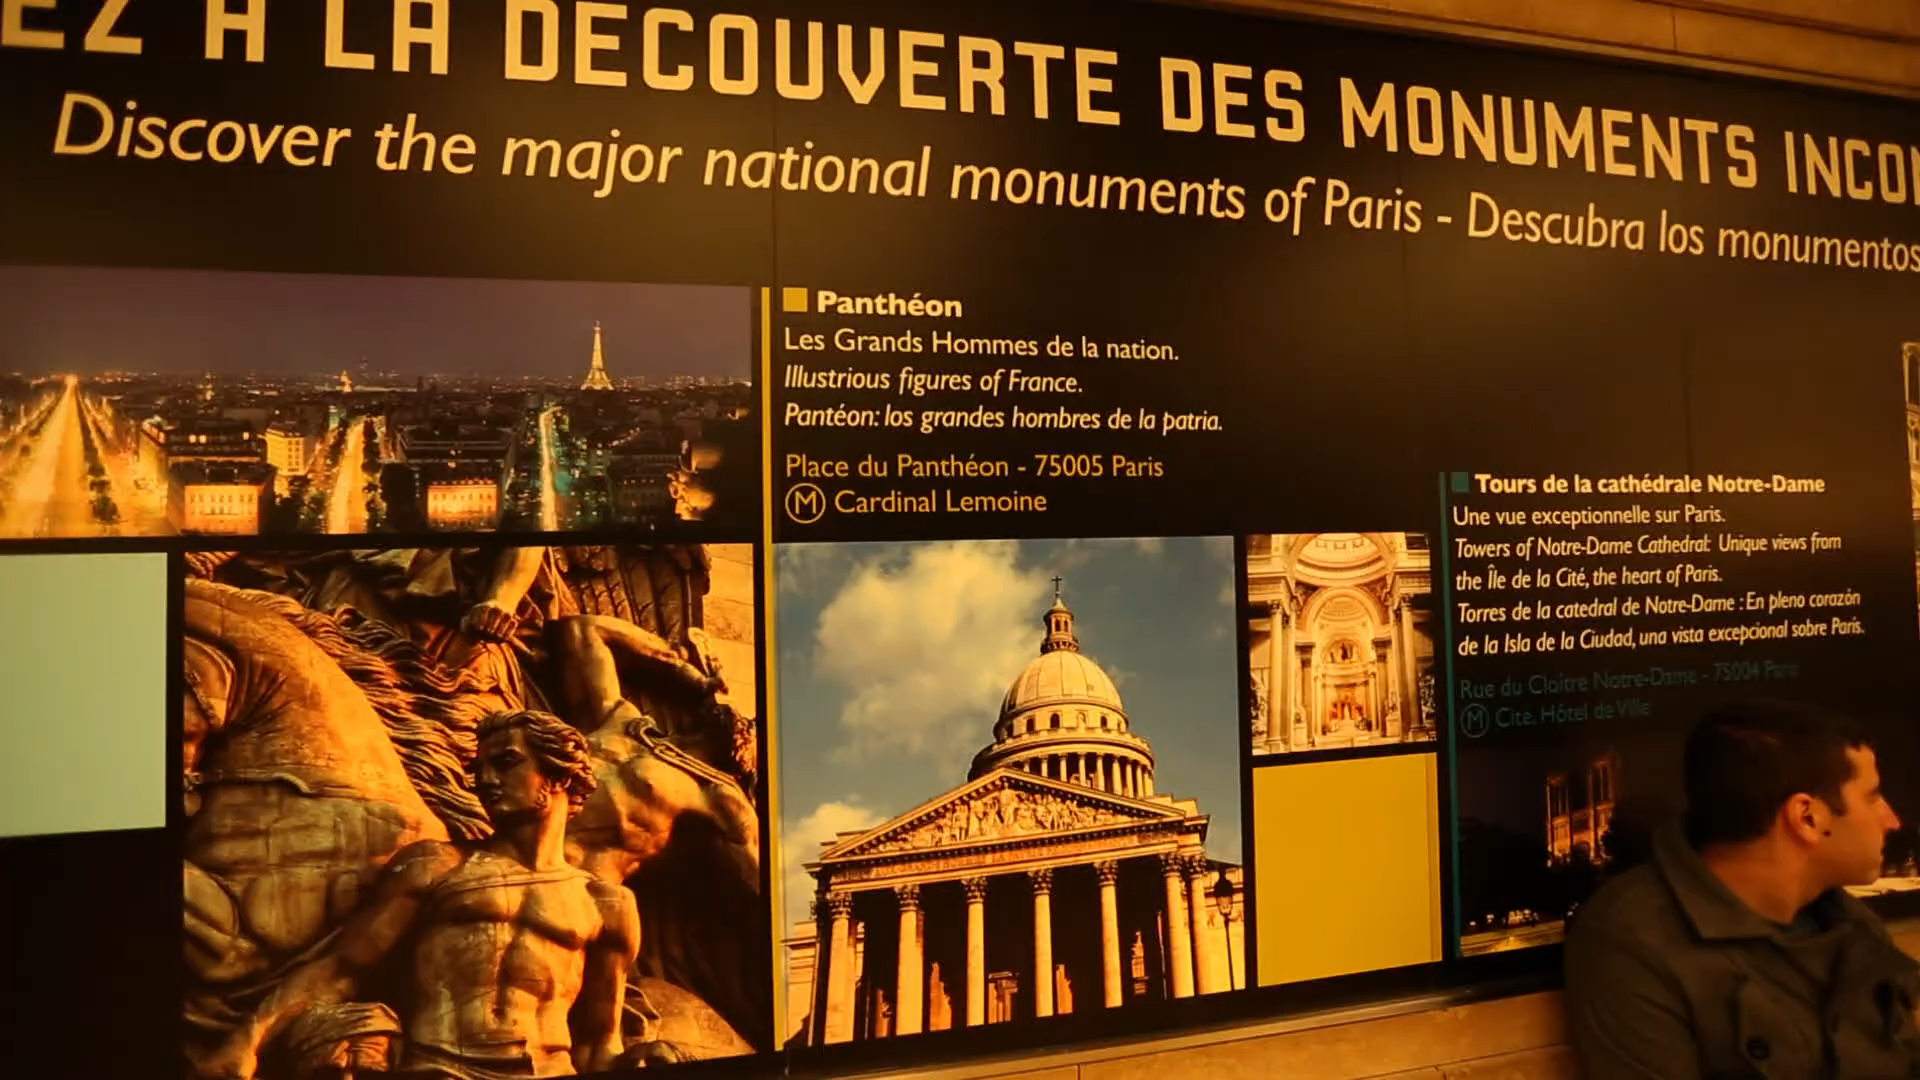 EZ A LA DECOUVERTE DES MONUMENTS INCON
Discover the major national monuments of Paris - Descubra los monumentos
Panthéon
Les Grands Hommes de la nation.
Illustrious figures of France.
Pantéon: los grandes hombres de la patria.
Place du Panthéon - 75005 Paris
M Cardinal Lemoine
Tours de la cathédrale Notre-Dame
Une vue exceptionnelle sur Paris.
Towers of Notre-Dame Cathedral: Unique views from
the Île de la Cité, the heart of Paris.
Torres de la catedral de Notre-Dame : En pleno corazón
de la Isla de la Ciudad, una vista excepcional sobre París.
Rue du Cloître Notre-Dame - 75004 Paris
M Cité, Hôtel de Ville